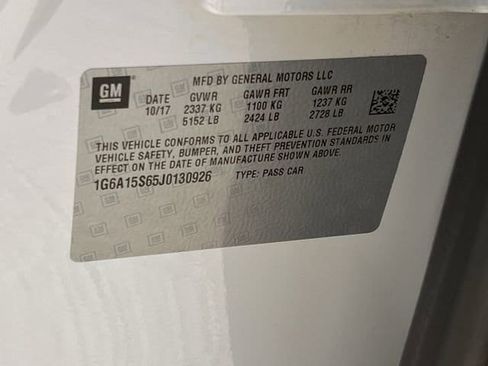 GM
MFD BY GENERAL MOTORS LLC
DATE GVWR GAWR FRT GAWR RR
10/17 2337 KG 1100 KG 1237 KG
5152 LB 2424 LB 2728 LB
THIS VEHICLE CONFORMS TO ALL APPLICABLE U.S. FEDERAL MOTOR
VEHICLE SAFETY, BUMPER, AND THEFT PREVENTION STANDARDS IN
EFFECT ON THE DATE OF MANUFACTURE SHOWN ABOVE.
1G6A15S65J0130926 TYPE: PASS CAR